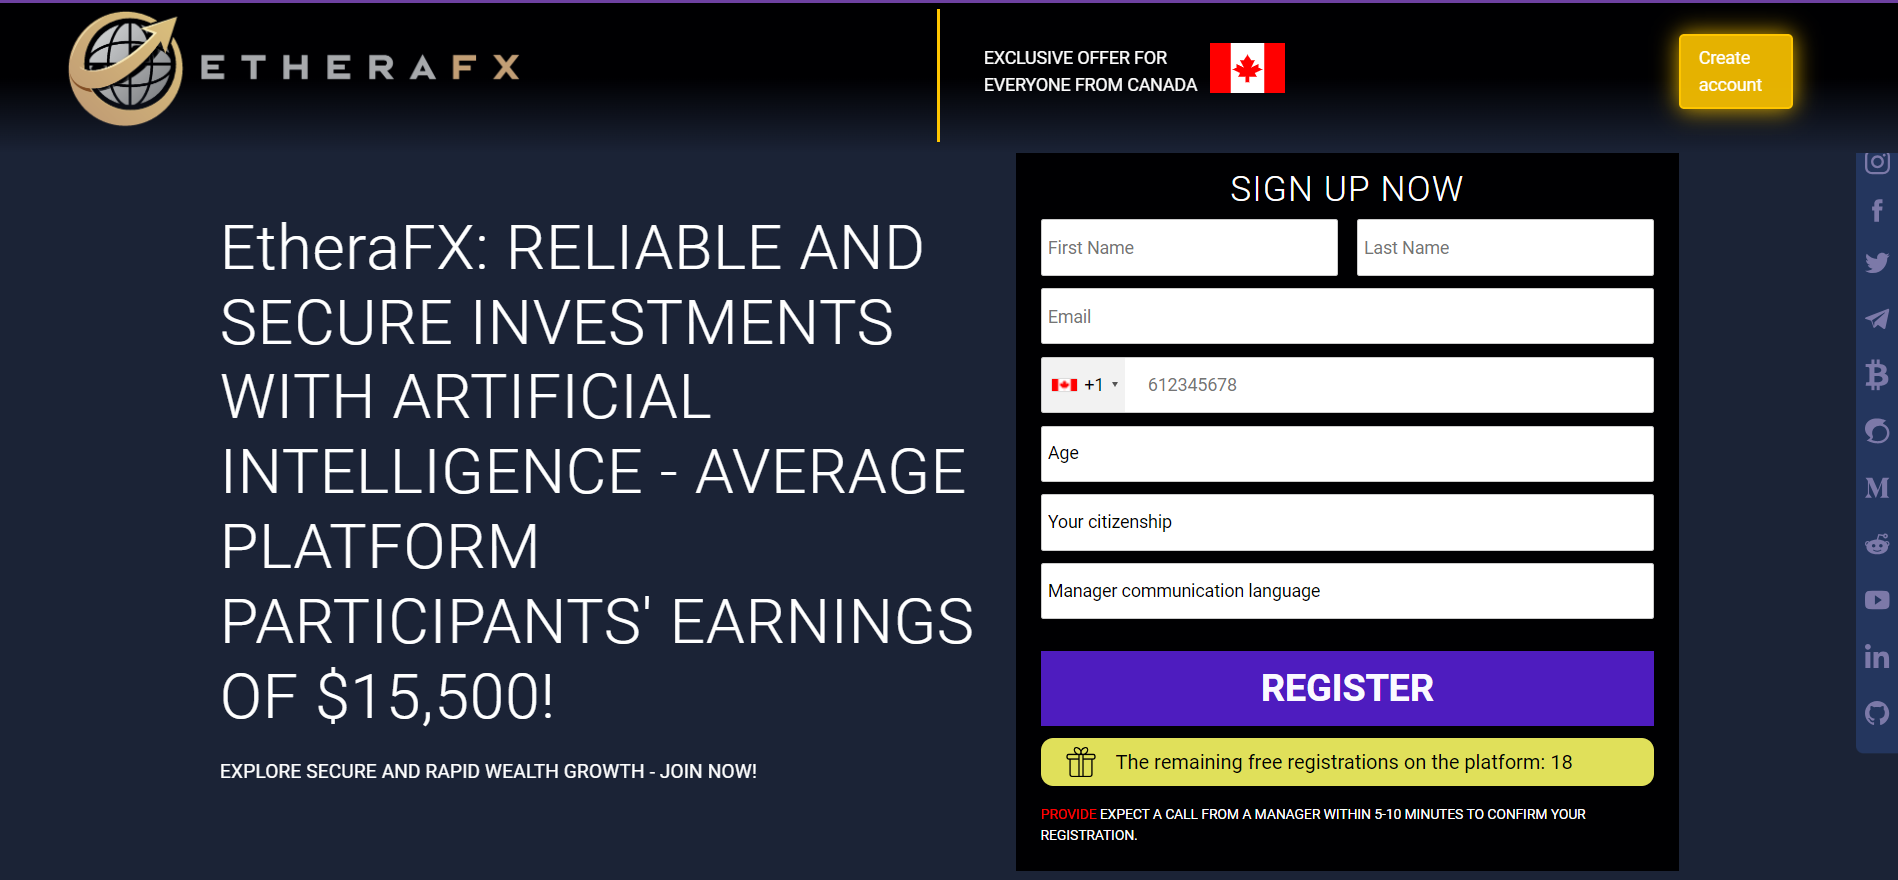 ETHERAFX
EXCLUSIVE OFFER FOR
EVERYONE FROM CANADA
Create
account
EtheraFX: RELIABLE AND
SECURE INVESTMENTS
WITH ARTIFICIAL
INTELLIGENCE - AVERAGE
PLATFORM
PARTICIPANTS' EARNINGS
OF $15,500!
EXPLORE SECURE AND RAPID WEALTH GROWTH - JOIN NOW!
SIGN UP NOW
First Name
Last Name
Email
+1
612345678
Age
Your citizenship
Manager communication language
REGISTER
The remaining free registrations on the platform: 18
PROVIDE EXPECT A CALL FROM A MANAGER WITHIN 5-10 MINUTES TO CONFIRM YOUR
REGISTRATION.